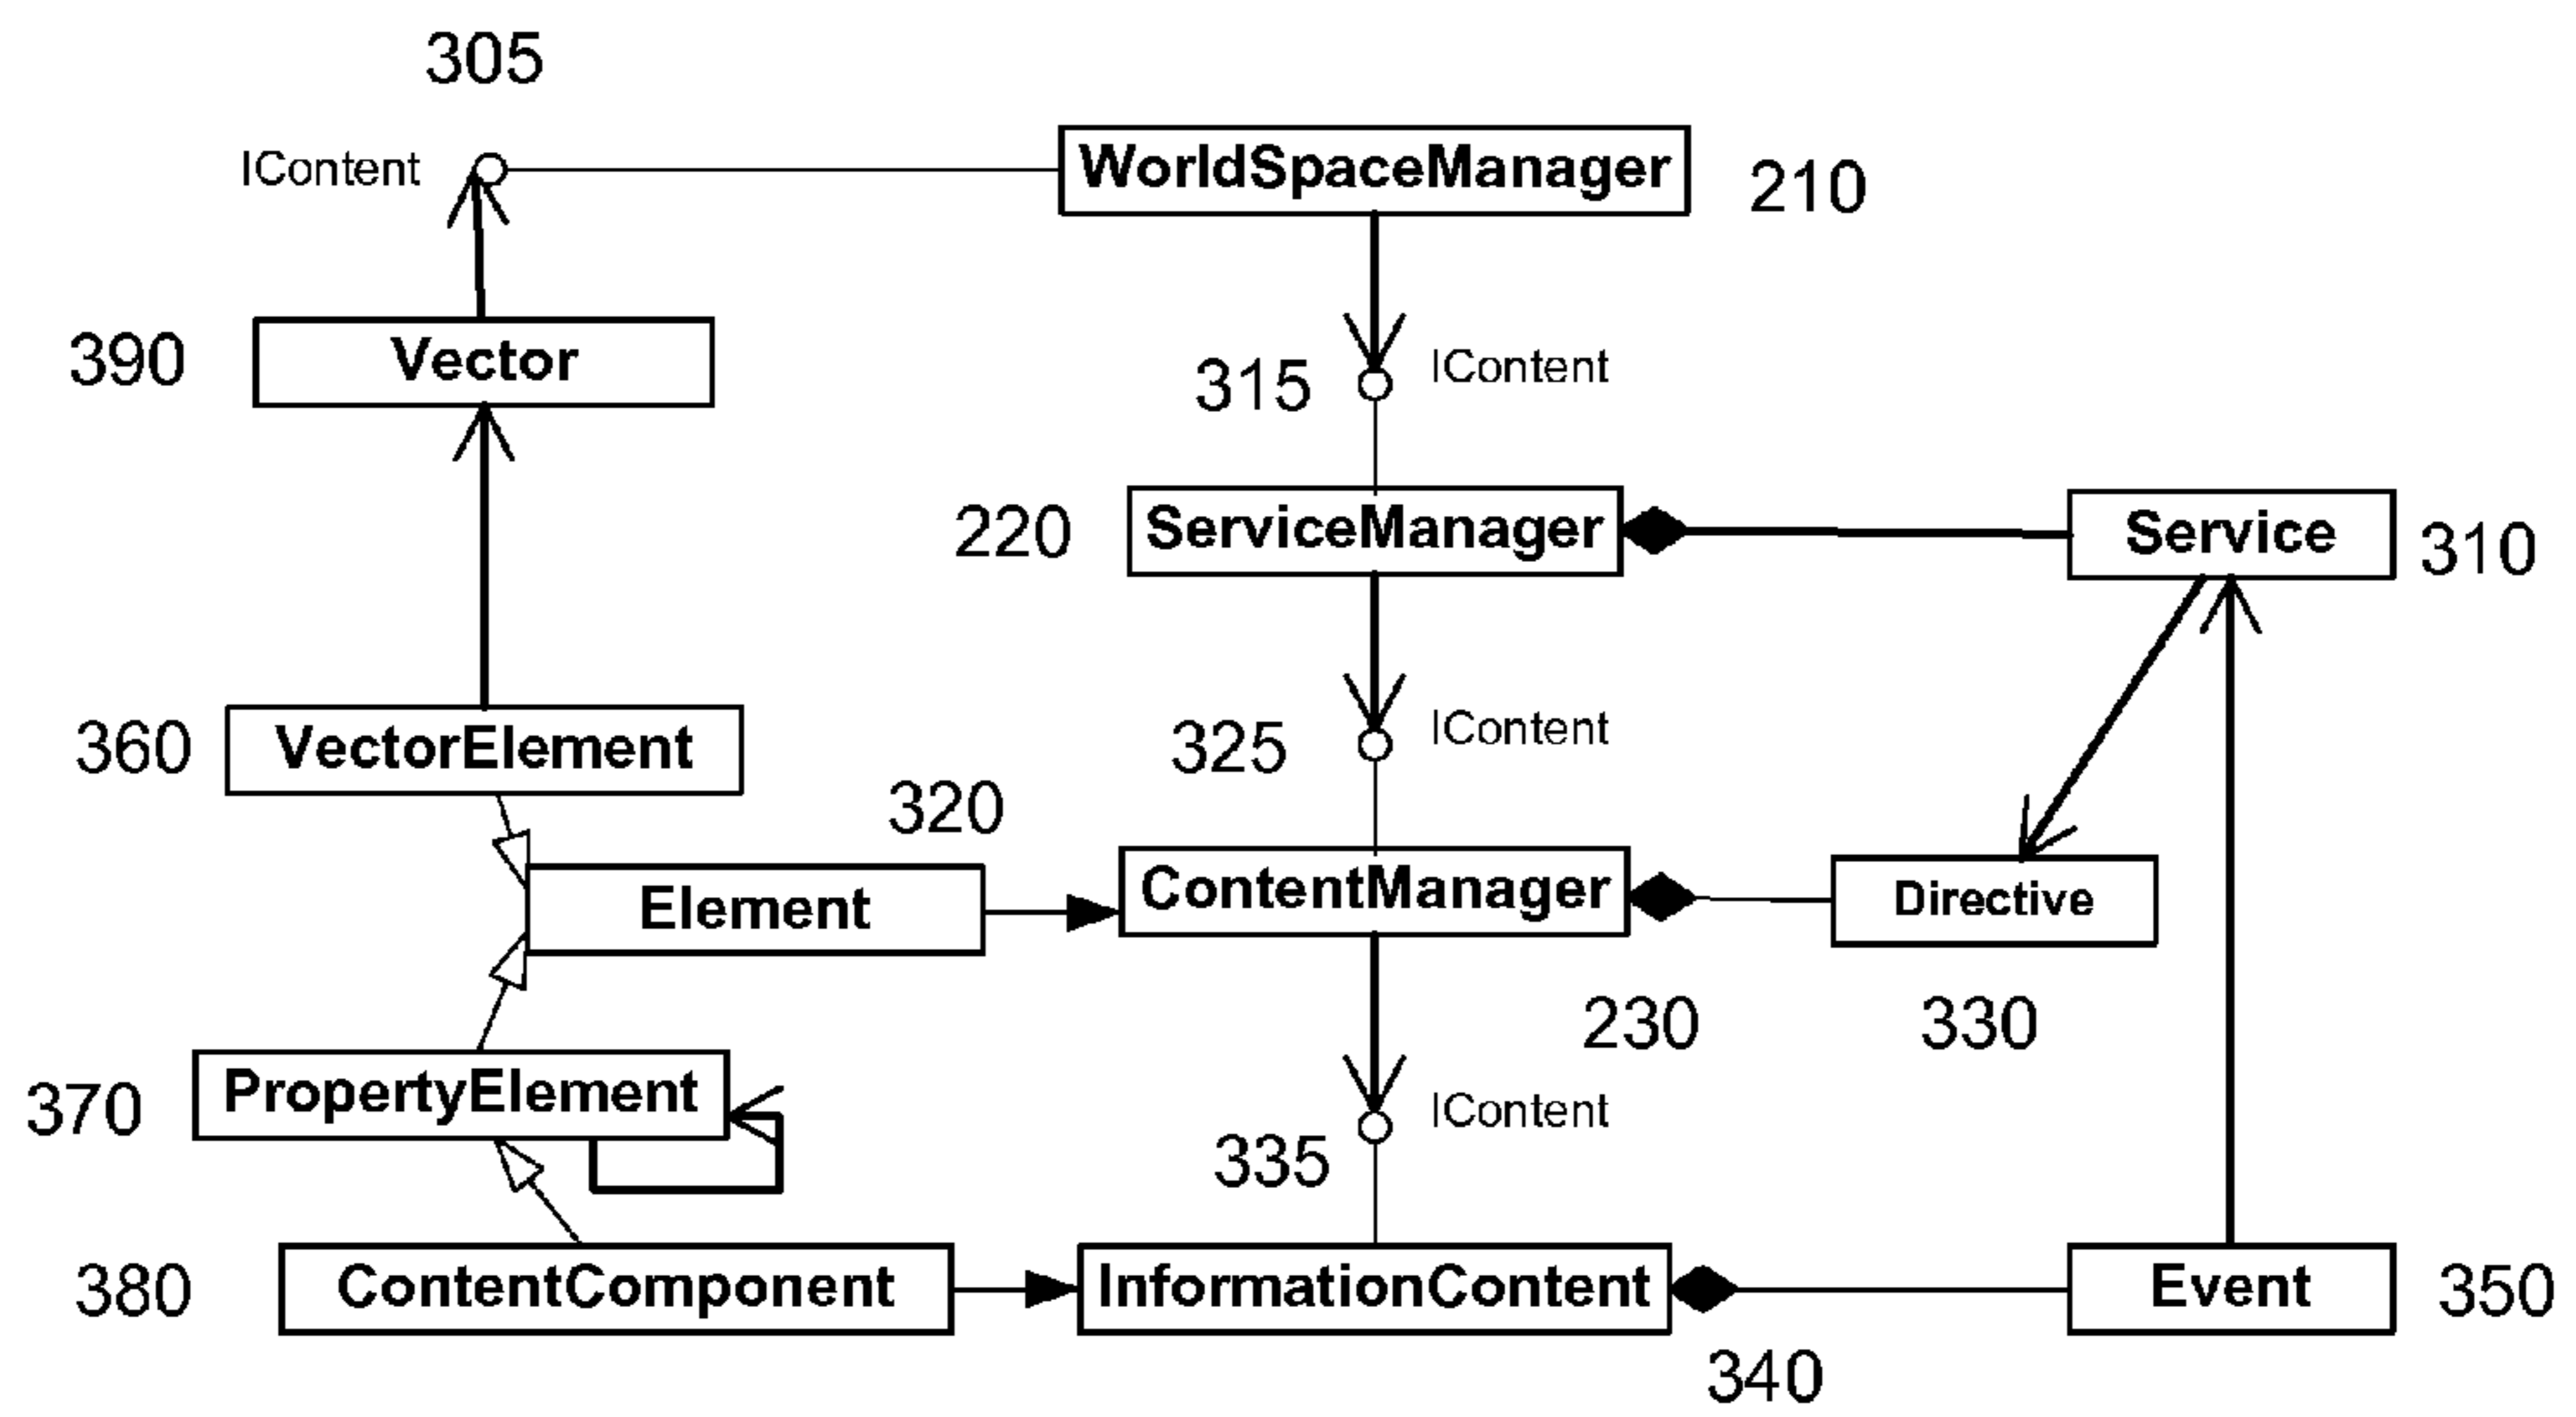 305
IContent
WorldSpaceManager
210
390
Vector
315
IContent
220
ServiceManager
Service
310
360
VectorElement
325
IContent
320
Element
ContentManager
Directive
230
330
370
PropertyElement
335
IContent
380
ContentComponent
InformationContent
Event
350
340